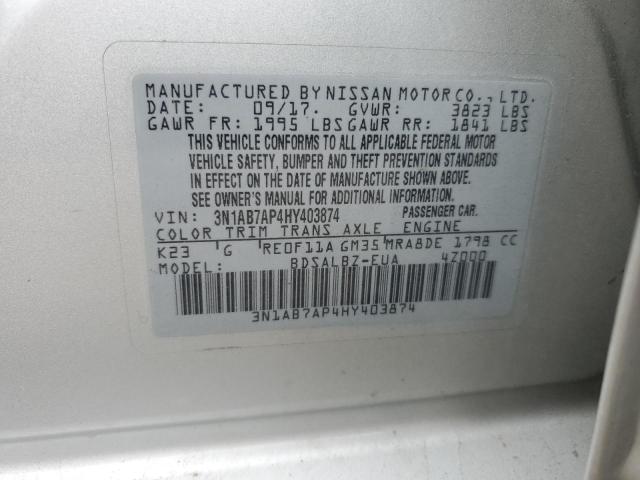 MANUFACTURED BY NISSAN MOTOR CO., LTD.
DATE: 09/17. GVWR: 3823 LBS
GAWR FR: 1995 LBS GAWR RR: 1841 LBS
THIS VEHICLE CONFORMS TO ALL APPLICABLE FEDERAL MOTOR
VEHICLE SAFETY, BUMPER AND THEFT PREVENTION STANDARDS
IN EFFECT ON THE DATE OF MANUFACTURE SHOWN ABOVE.
SEE OWNER'S MANUAL FOR ADDITIONAL INFORMATION.
VIN: 3N1AB7AP4HY403874 PASSENGER CAR.
COLOR TRIM TRANS AXLE ENGINE
K23 G RE0F11A GM35 MRA8DE 1798 CC
MODEL: BDSALBZ-EUA 4Z000
3N1AB7AP4HY403874